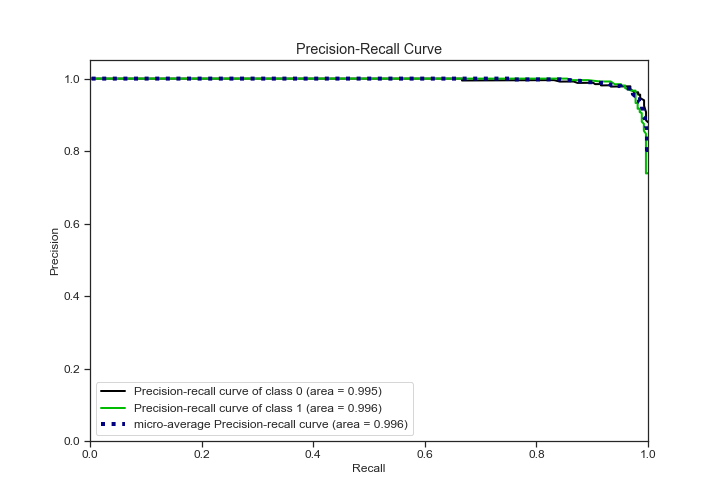 Precision-Recall Curve
1.0
0.8
0.6
0.4
0.2
0.0
Precision
Precision-recall curve of class 0 (area = 0.995)
Precision-recall curve of class 1 (area = 0.996)
micro-average Precision-recall curve (area = 0.996)
0.0 0.2 0.4 0.6 0.8 1.0
Recall